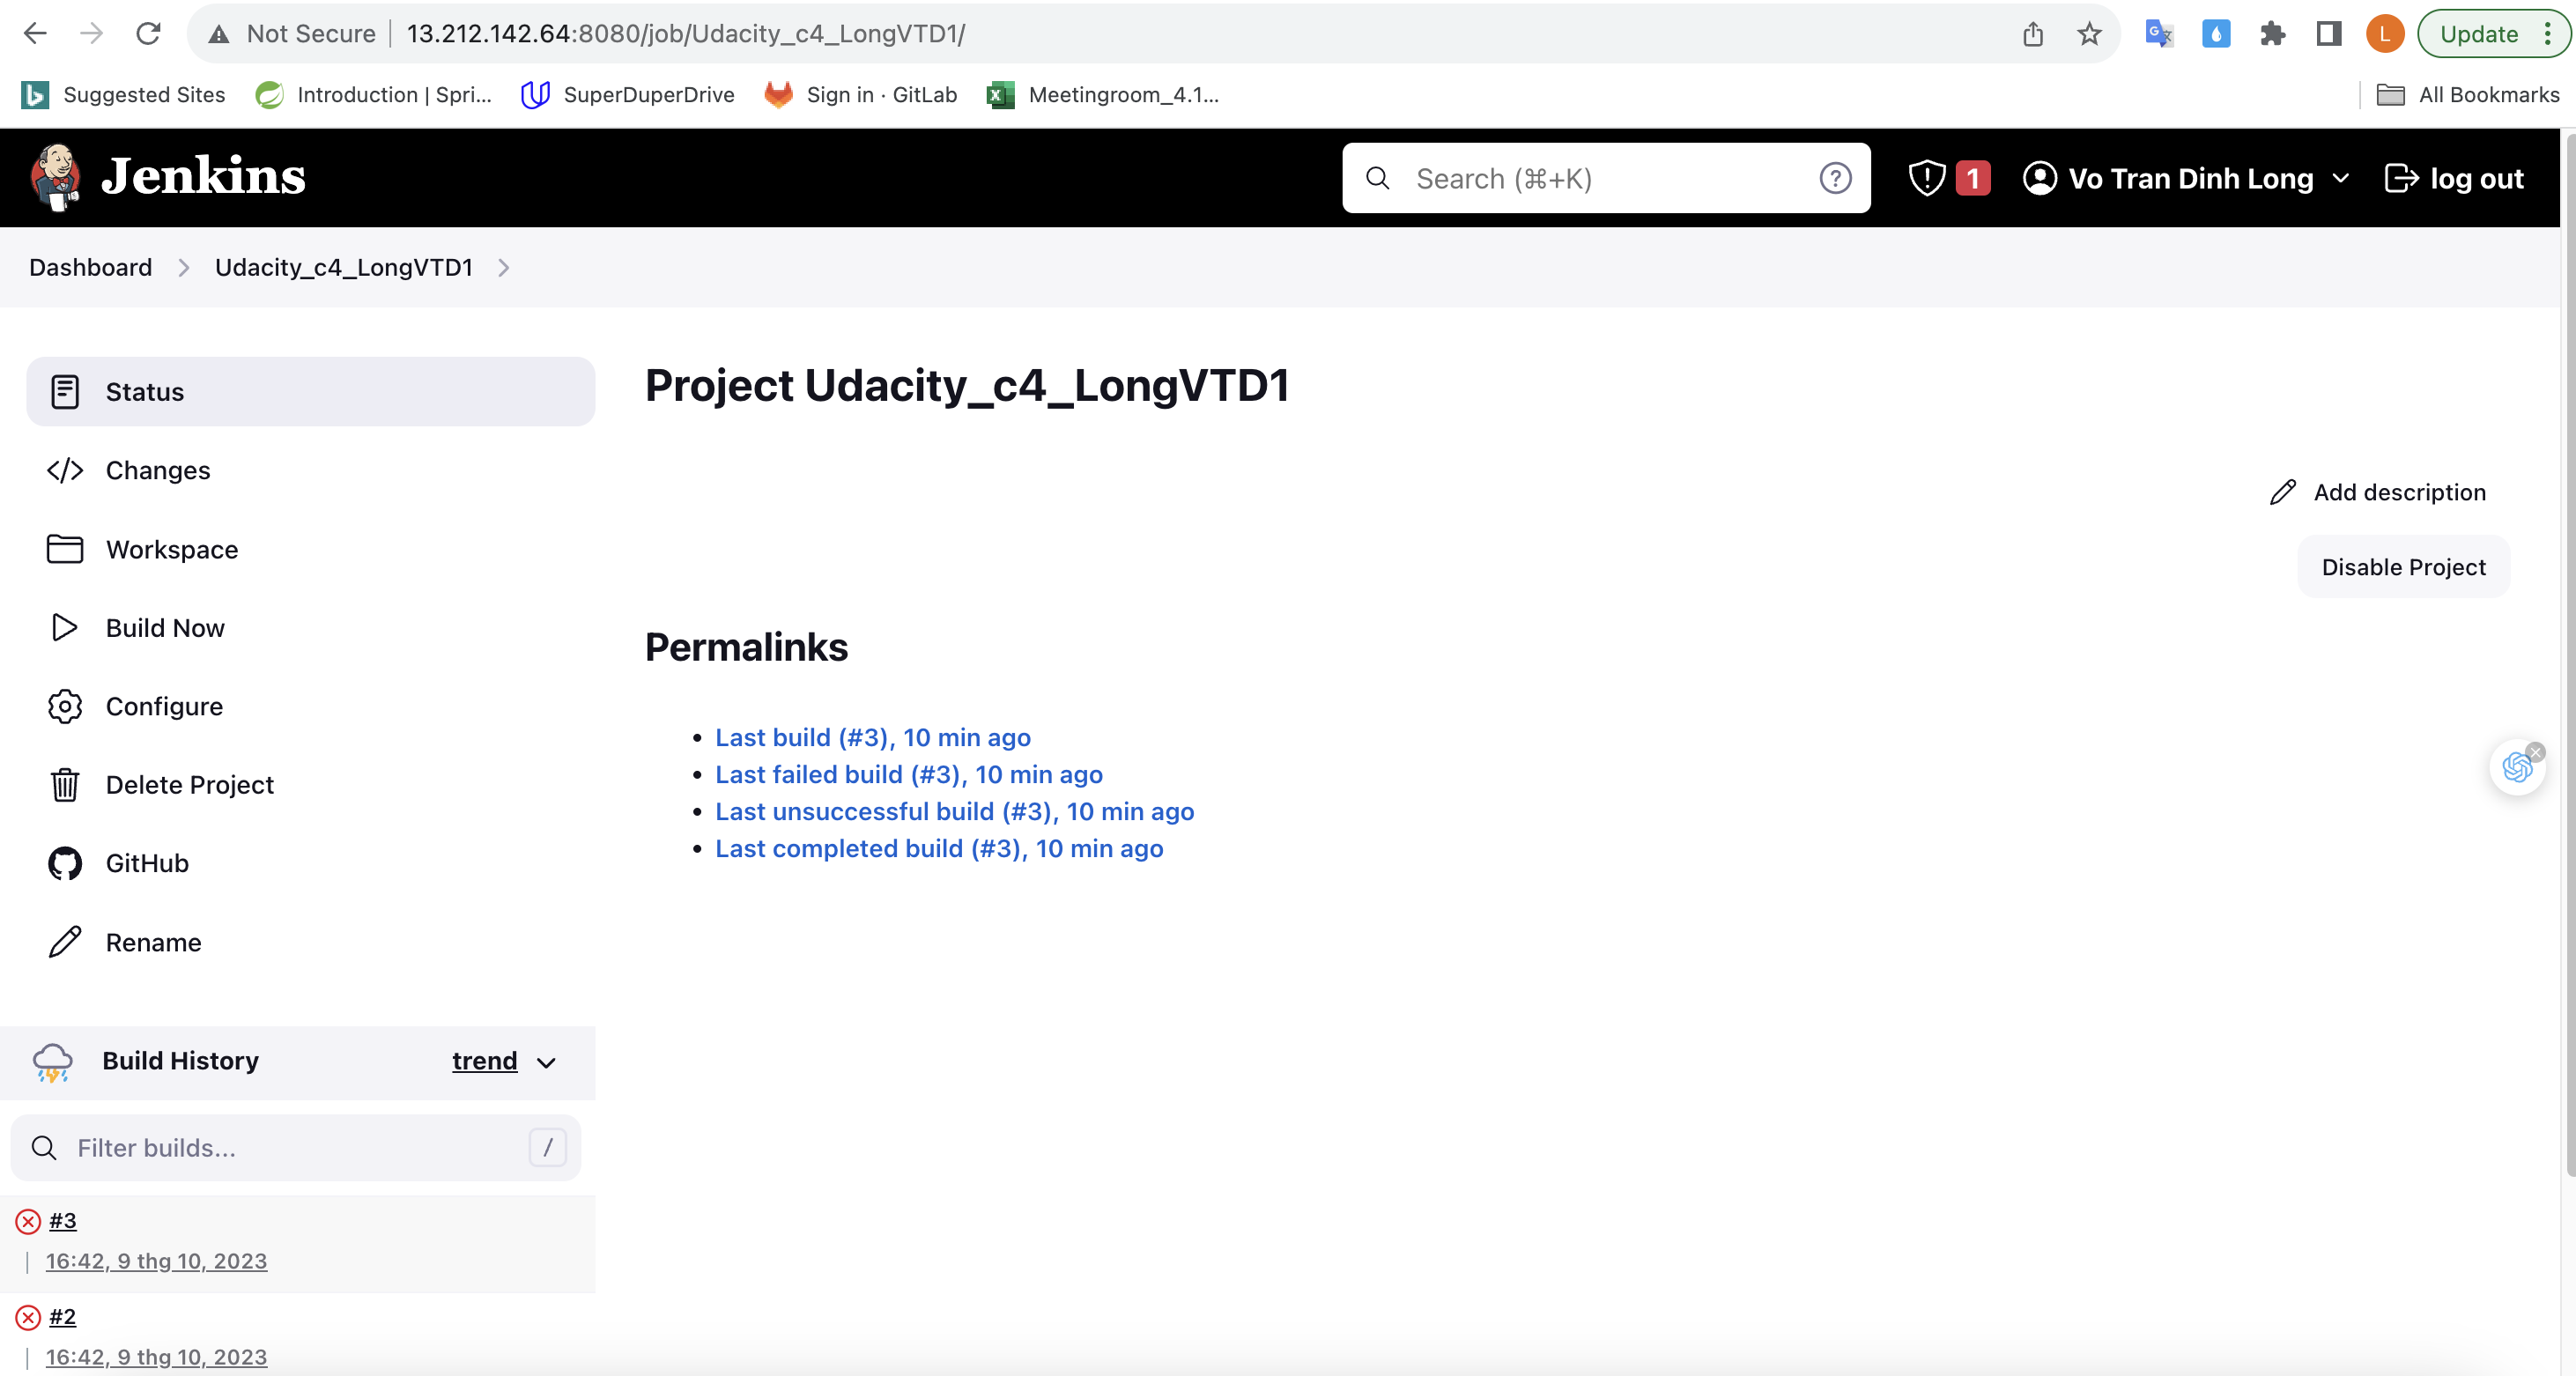 Not Secure 13.212.142.64:8080/job/Udacity_c4_LongVTD1/ L Update
Suggested Sites Introduction | Spri... SuperDuperDrive Sign in · GitLab Meetingroom_4.1... All Bookmarks
Jenkins Search (⌘+K) ? 1 Vo Tran Dinh Long log out
Dashboard Udacity_c4_LongVTD1
Status
Changes
Workspace
Build Now
Configure
Delete Project
GitHub
Rename
Project Udacity_c4_LongVTD1
Add description
Disable Project
Permalinks
Last build (#3), 10 min ago
Last failed build (#3), 10 min ago
Last unsuccessful build (#3), 10 min ago
Last completed build (#3), 10 min ago
Build History trend
Filter builds... /
#3
16:42, 9 thg 10, 2023
#2
16:42, 9 thg 10, 2023